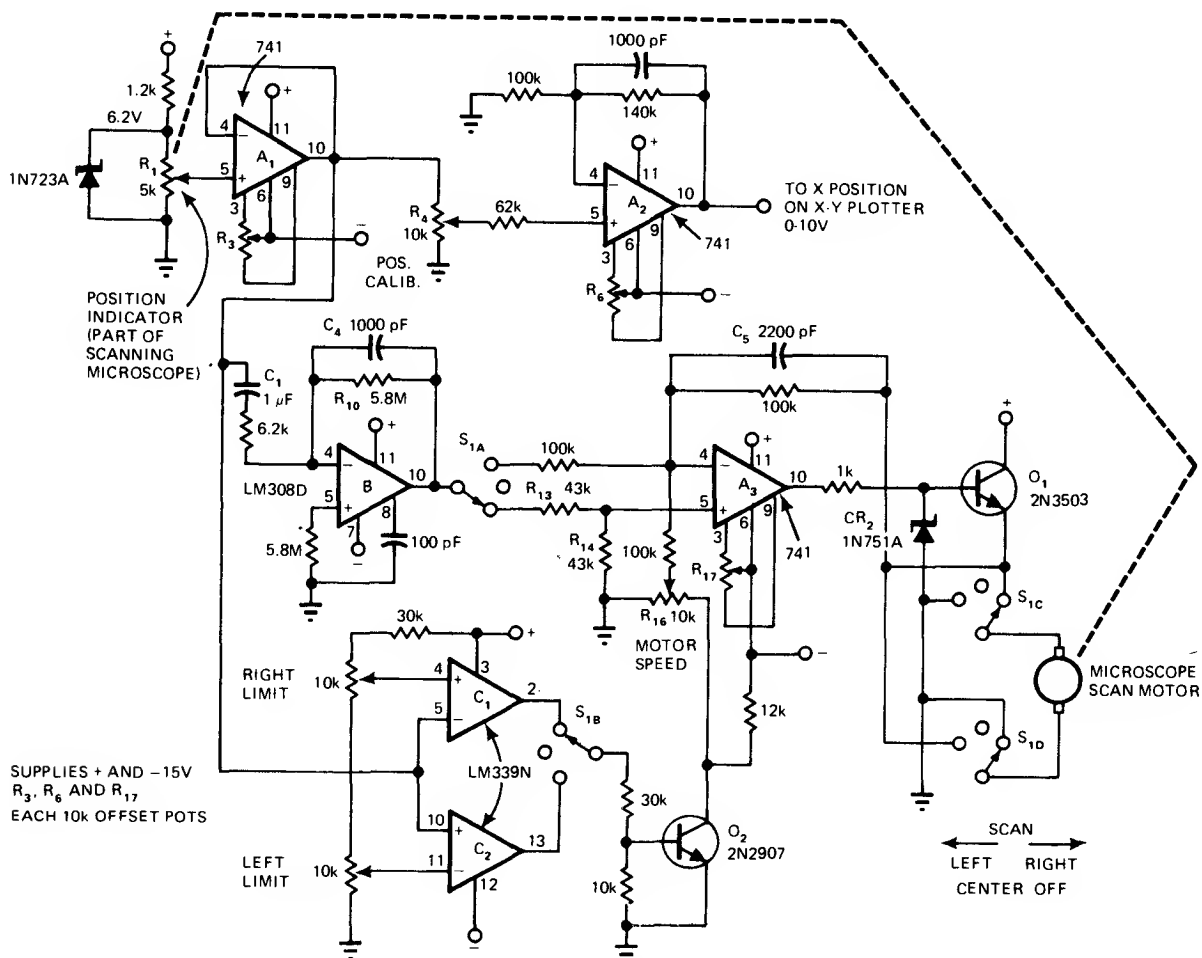 +
1.2k
6.2V
1N723A
R1
5k
741
4
−
5
+
A1
+
11
10
9
6
3
R3
−
POSITION
INDICATOR
(PART OF
SCANNING
MICROSCOPE)
R4
10k
POS.
CALIB.
62k
100k
1000 pF
140k
4
−
5
+
A2
+
11
10
9
6
3
R6
−
741
TO X POSITION
ON X-Y PLOTTER
0-10V
C1
1 µF
6.2k
C4 1000 pF
R10 5.8M
4
−
5
+
B
+
11
10
8
7
−
LM308D
5.8M
100 pF
S1A
100k
R13 43k
R14
43k
C5 2200 pF
100k
4
−
5
+
A3
+
11
10
9
6
3
R17
741
100k
R16 10k
MOTOR
SPEED
−
12k
1k
CR2
1N751A
+
O1
2N3503
S1C
S1D
MICROSCOPE
SCAN MOTOR
SCAN
LEFT RIGHT
CENTER OFF
30k
+
RIGHT
LIMIT
10k
3
4
+
5
−
C1
2
LM339N
10
+
11
−
C2
13
12
−
LEFT
LIMIT
10k
S1B
30k
10k
O2
2N2907
SUPPLIES + AND −15V
R3, R6 AND R17
EACH 10k OFFSET POTS